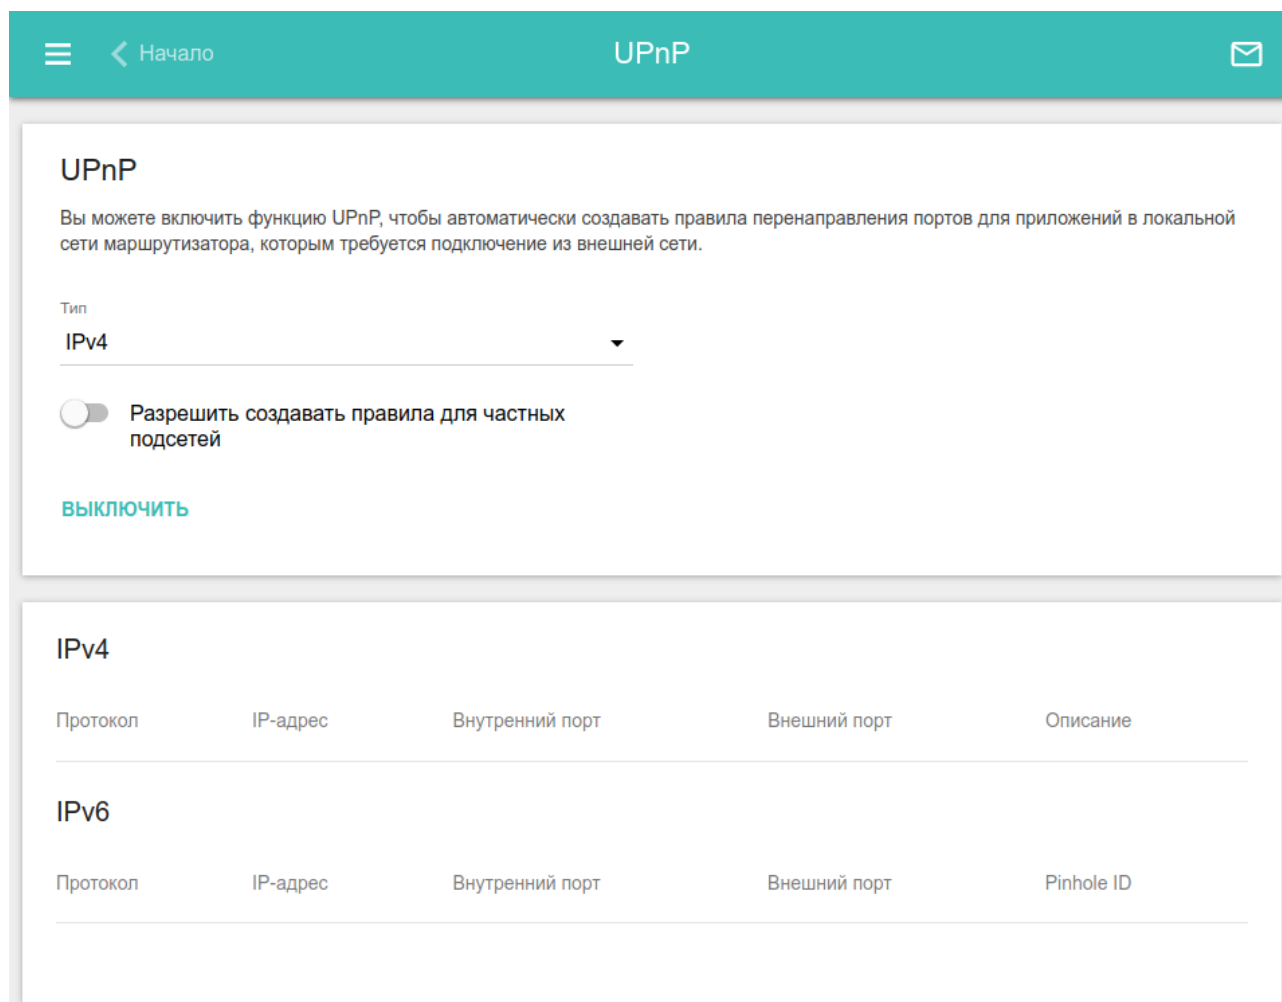 Начало
UPnP
UPnP
Вы можете включить функцию UPnP, чтобы автоматически создавать правила перенаправления портов для приложений в локальной
сети маршрутизатора, которым требуется подключение из внешней сети.
Тип
IPv4
Разрешить создавать правила для частных
подсетей
ВЫКЛЮЧИТЬ
IPv4
Протокол IP-адрес Внутренний порт Внешний порт Описание
IPv6
Протокол IP-адрес Внутренний порт Внешний порт Pinhole ID